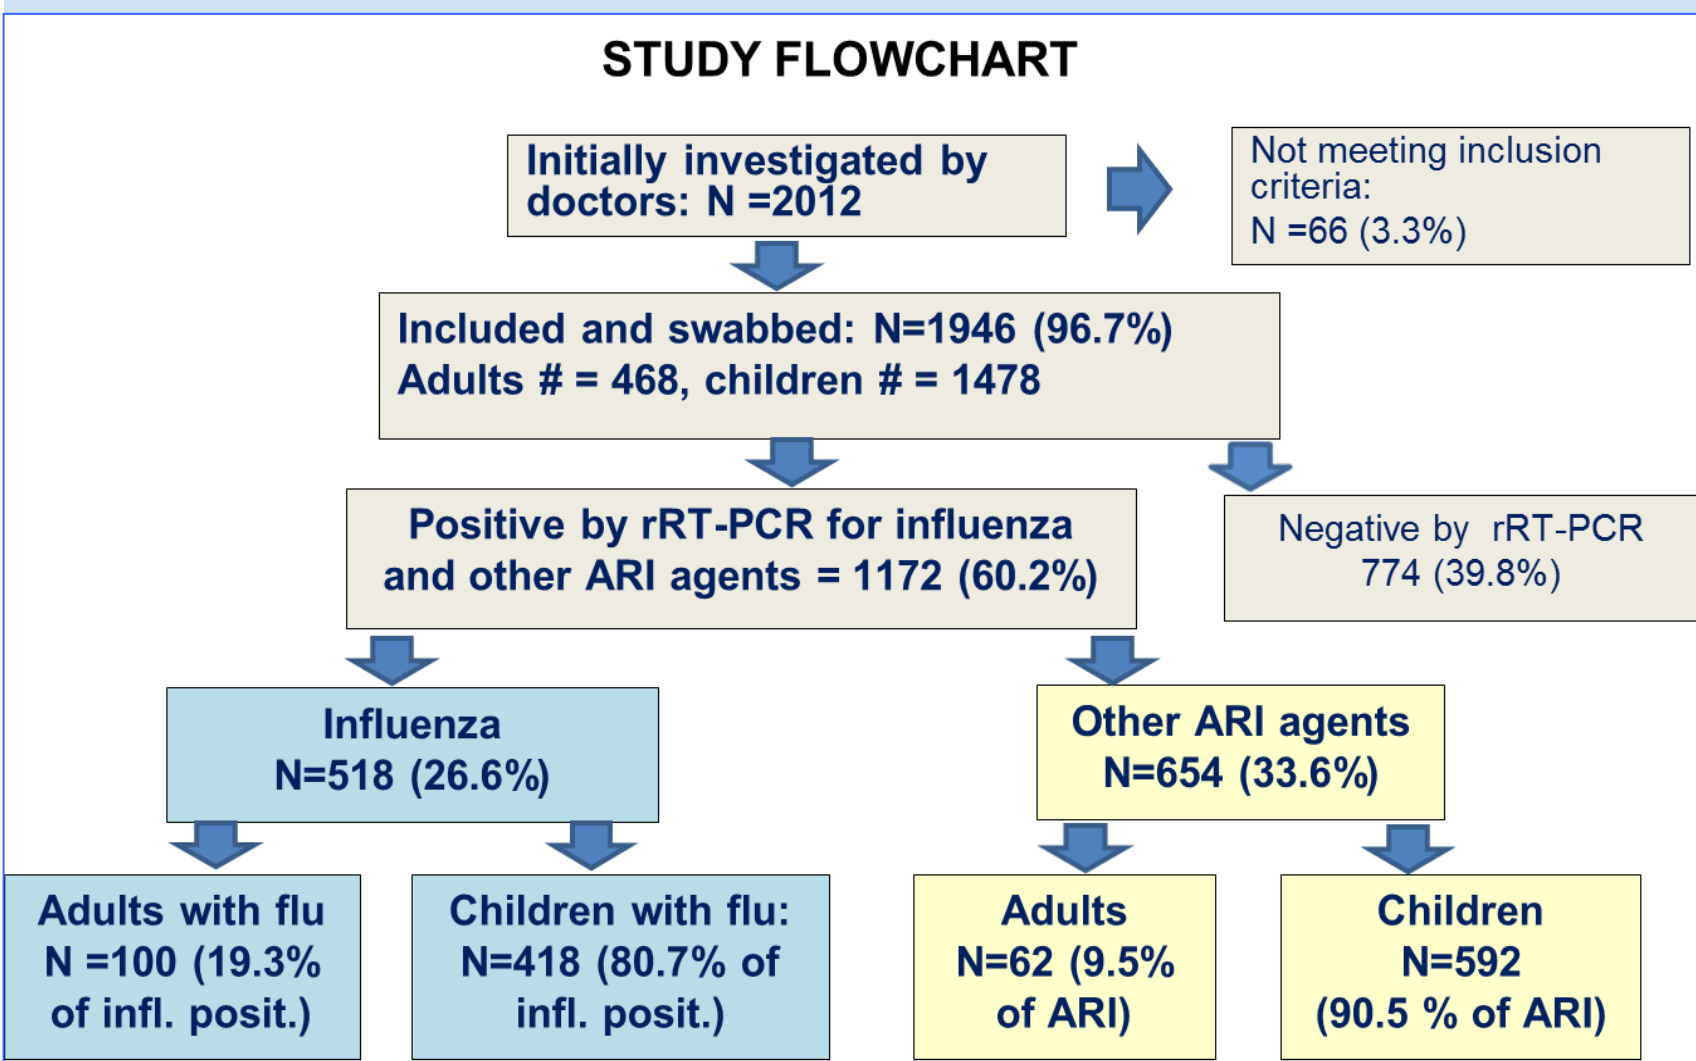 STUDY FLOWCHART
Initially investigated by
doctors: N =2012
Not meeting inclusion
criteria:
N =66 (3.3%)
Included and swabbed: N=1946 (96.7%)
Adults # = 468, children # = 1478
Positive by rRT-PCR for influenza
and other ARI agents = 1172 (60.2%)
Negative by rRT-PCR
774 (39.8%)
Influenza
N=518 (26.6%)
Other ARI agents
N=654 (33.6%)
Adults with flu
N =100 (19.3%
of infl. posit.)
Children with flu:
N=418 (80.7% of
infl. posit.)
Adults
N=62 (9.5%
of ARI)
Children
N=592
(90.5 % of ARI)